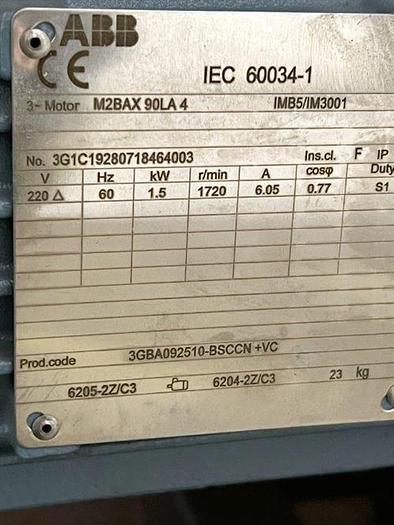 ABB
CE
IEC 60034-1
3~ Motor M2BAX 90LA 4 IMB5/IM3001
No. 3G1C19280718464003 Ins.cl. F IP
V Hz kW r/min A cosφ Duty
220 Δ 60 1.5 1720 6.05 0.77 S1
Prod.code 3GBA092510-BSCCN +VC
6205-2Z/C3 6204-2Z/C3 23 kg